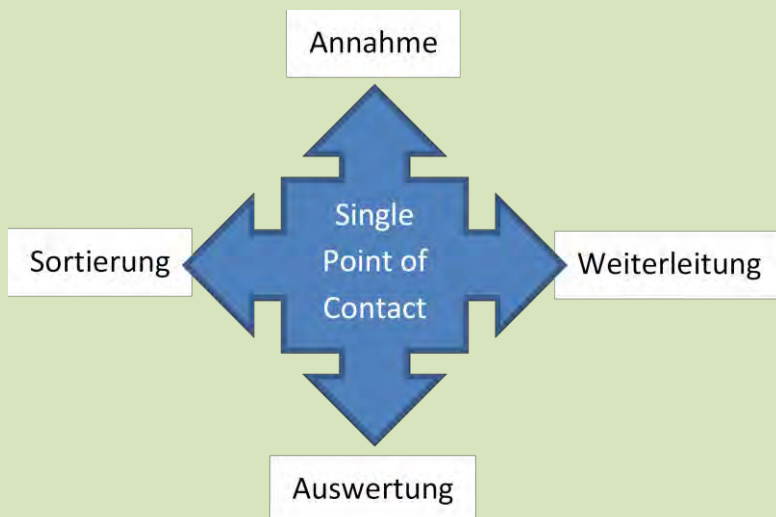 Annahme
Single
Point of
Contact
Sortierung
Weiterleitung
Auswertung